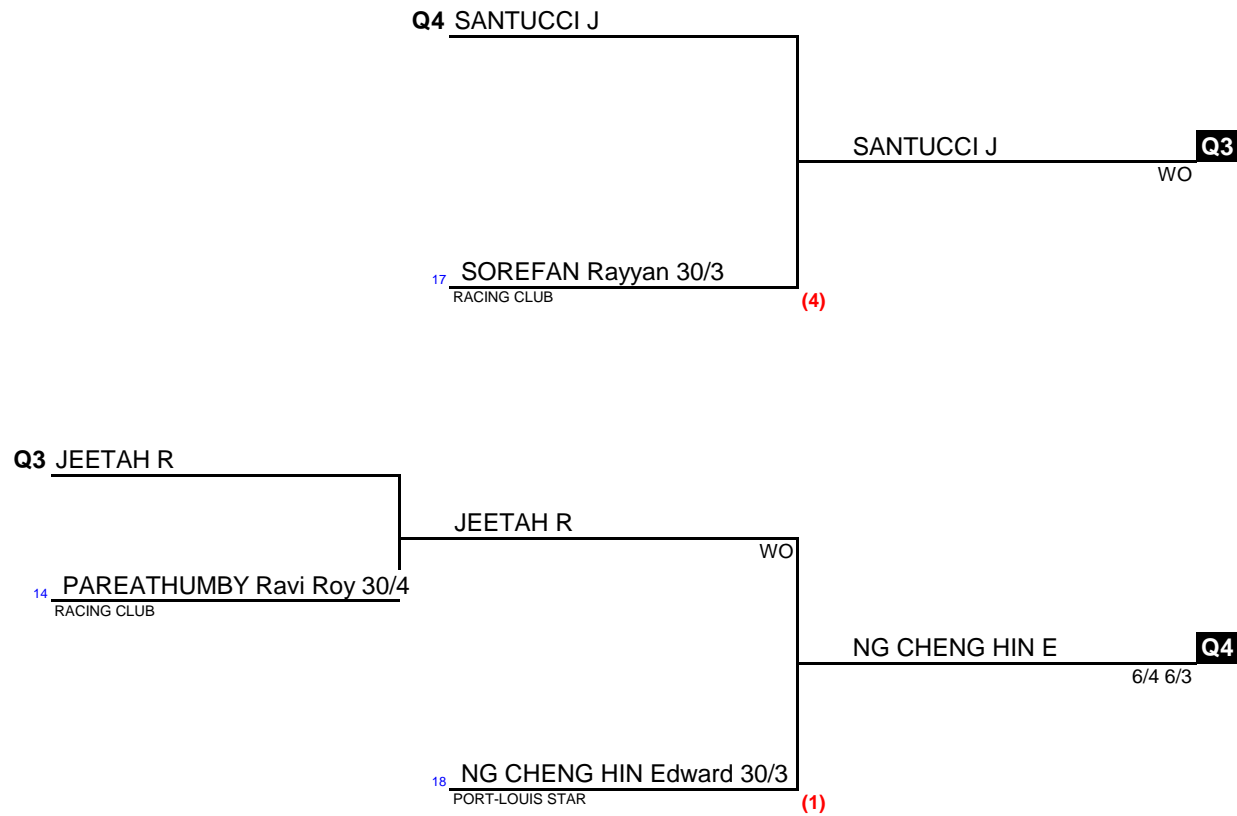 Q4 SANTUCCI J
SANTUCCI J Q3
WO
17 SOREFAN Rayyan 30/3
RACING CLUB (4)
Q3 JEETAH R
JEETAH R
WO
14 PAREATHUMBY Ravi Roy 30/4
RACING CLUB
NG CHENG HIN E Q4
6/4 6/3
18 NG CHENG HIN Edward 30/3
PORT-LOUIS STAR (1)